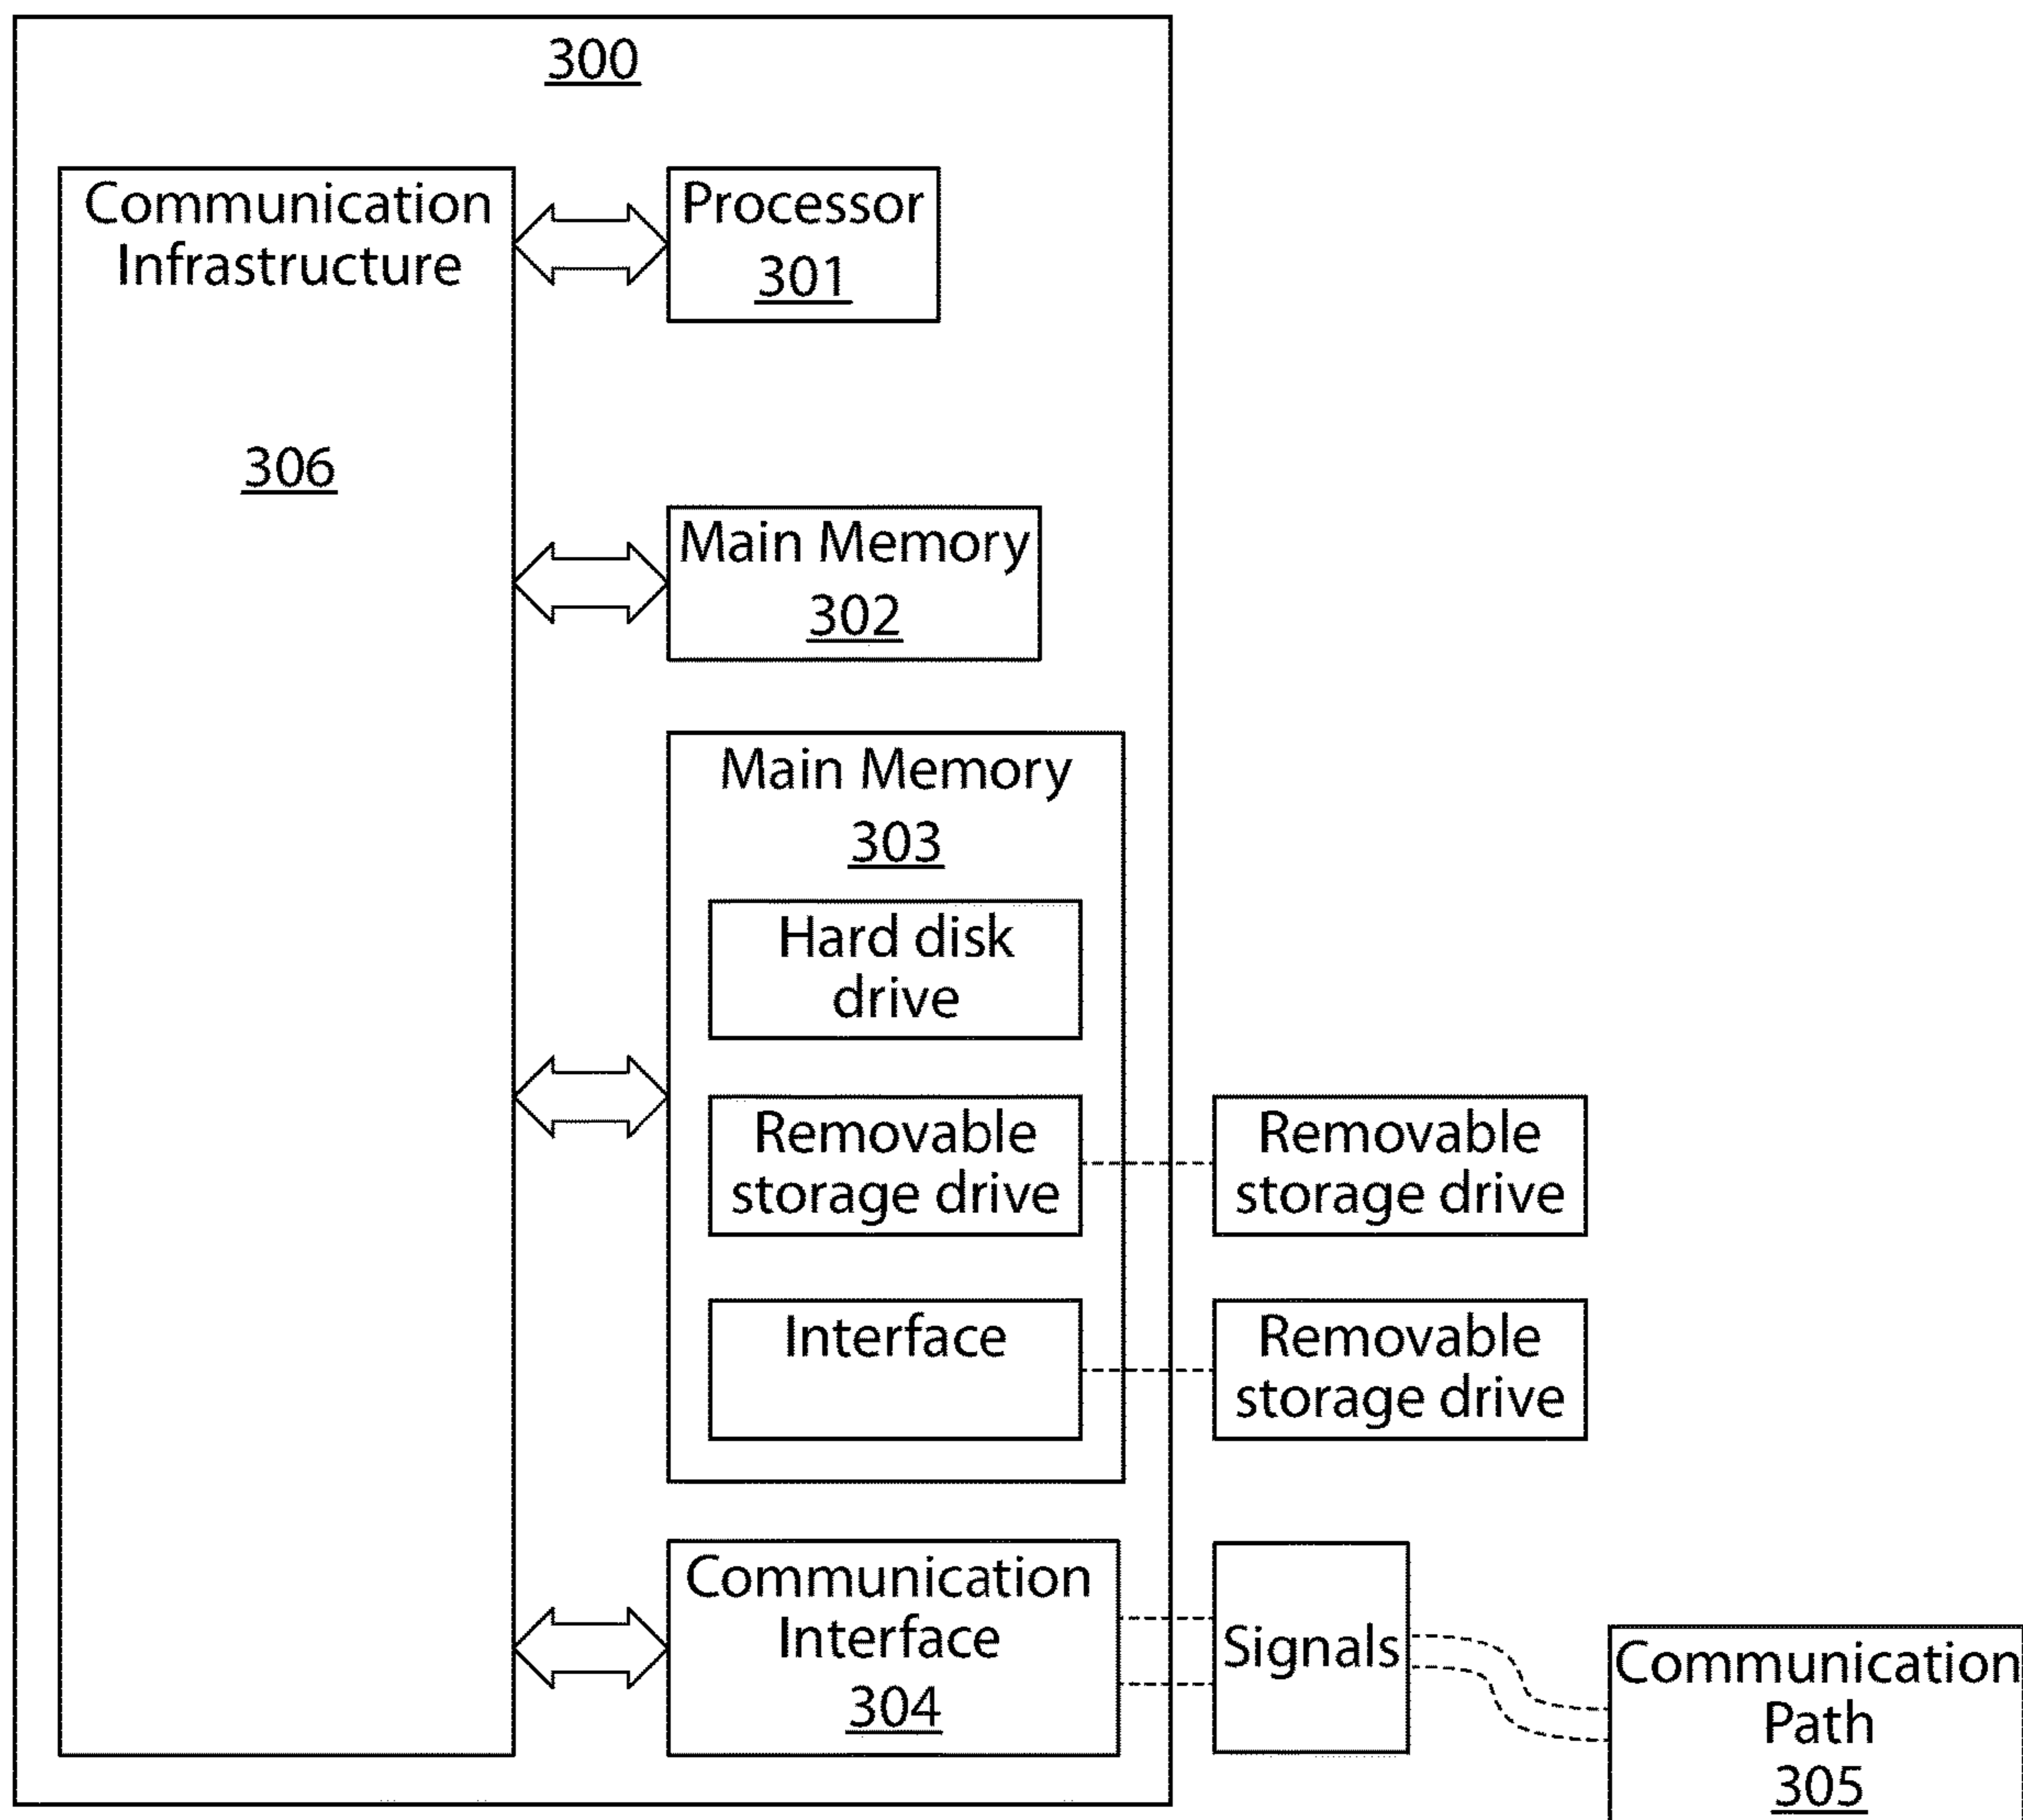 300
Communication
Infrastructure
306
Processor
301
Main Memory
302
Main Memory
303
Hard disk
drive
Removable
storage drive
Interface
Removable
storage drive
Removable
storage drive
Communication
Interface
304
Signals
Communication
Path
305